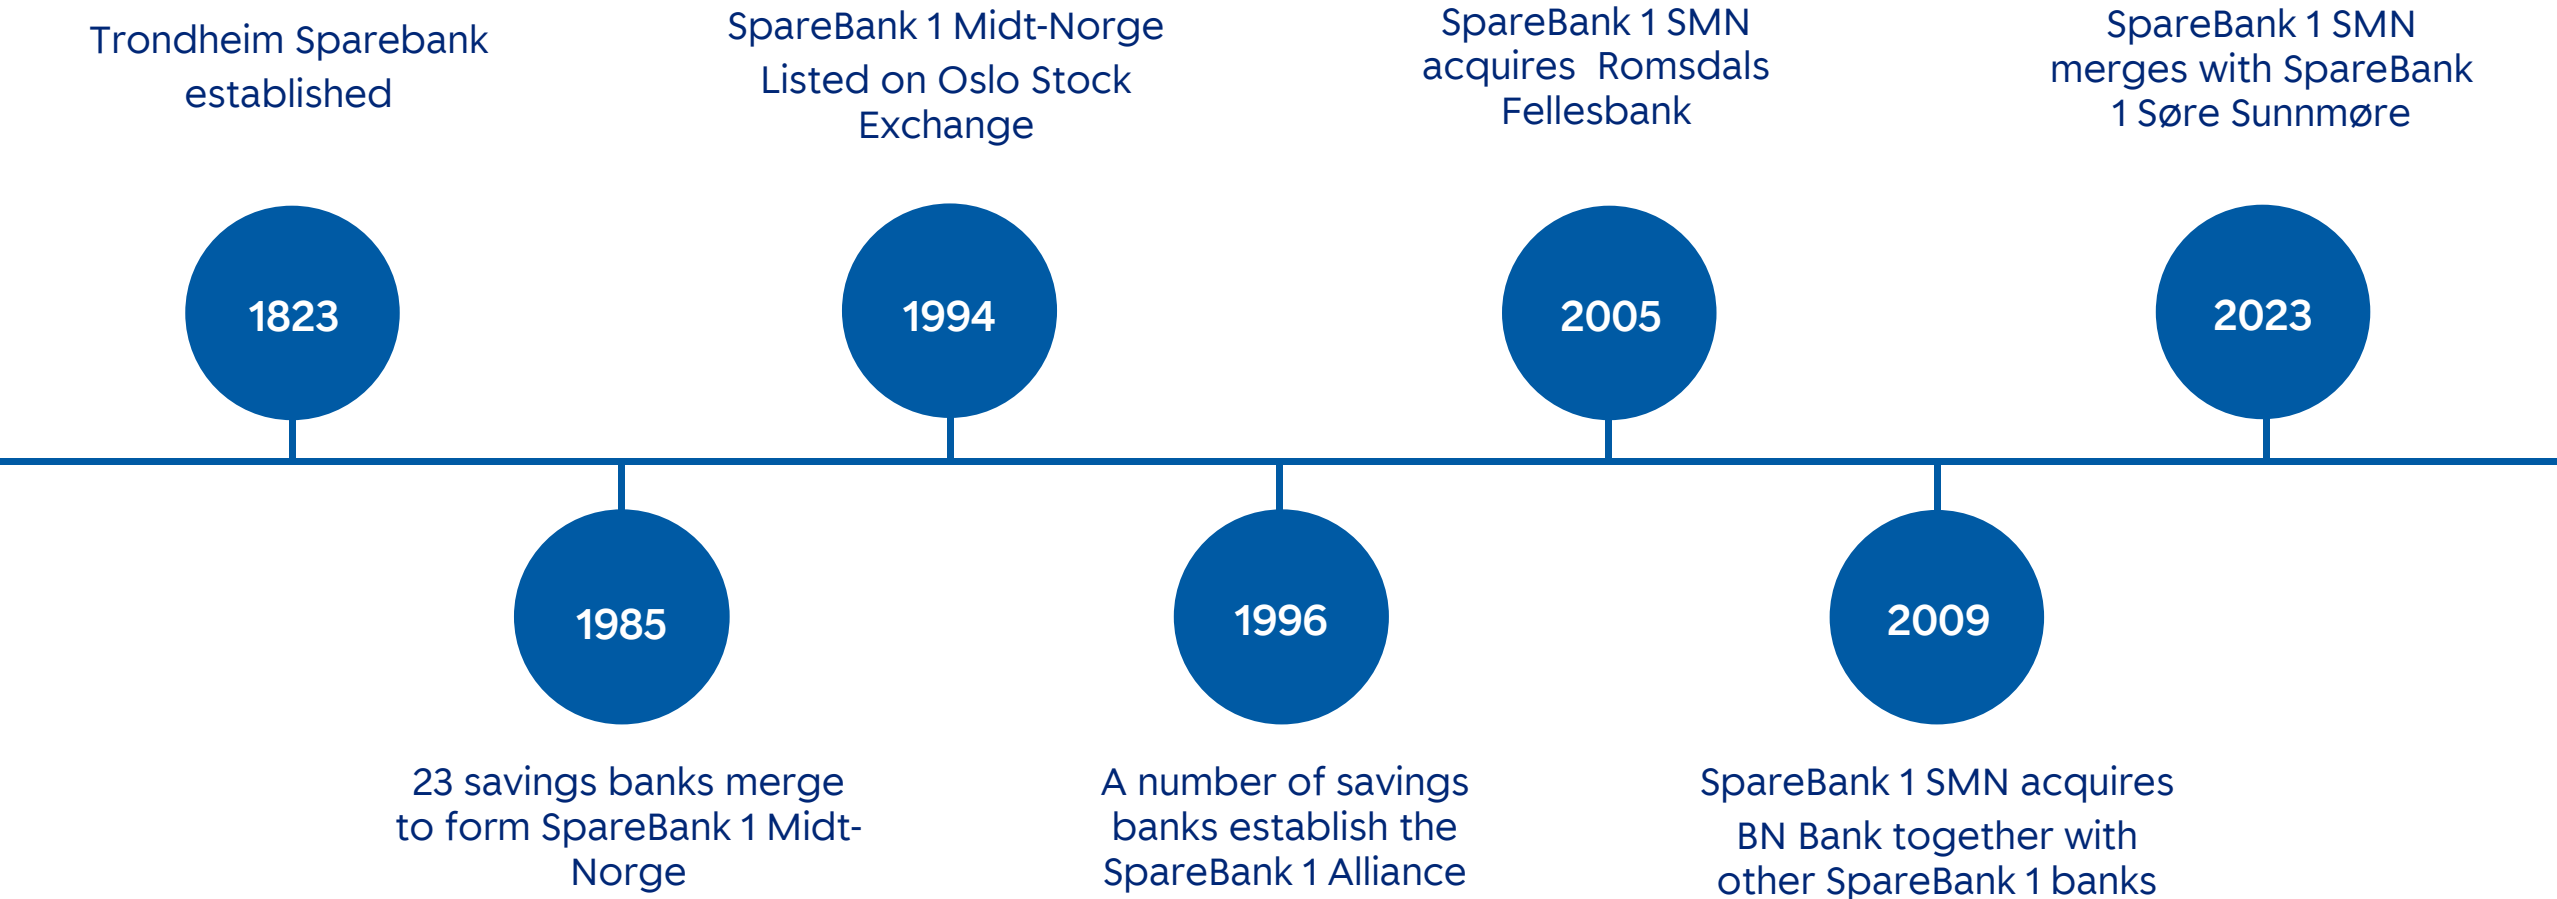 Trondheim Sparebank
established
1823
23 savings banks merge
to form SpareBank 1 Midt-
Norge
1985
SpareBank 1 Midt-Norge
Listed on Oslo Stock
Exchange
1994
A number of savings
banks establish the
SpareBank 1 Alliance
1996
SpareBank 1 SMN
acquires Romsdals
Fellesbank
2005
SpareBank 1 SMN acquires
BN Bank together with
other SpareBank 1 banks
2009
SpareBank 1 SMN
merges with SpareBank
1 Søre Sunnmøre
2023